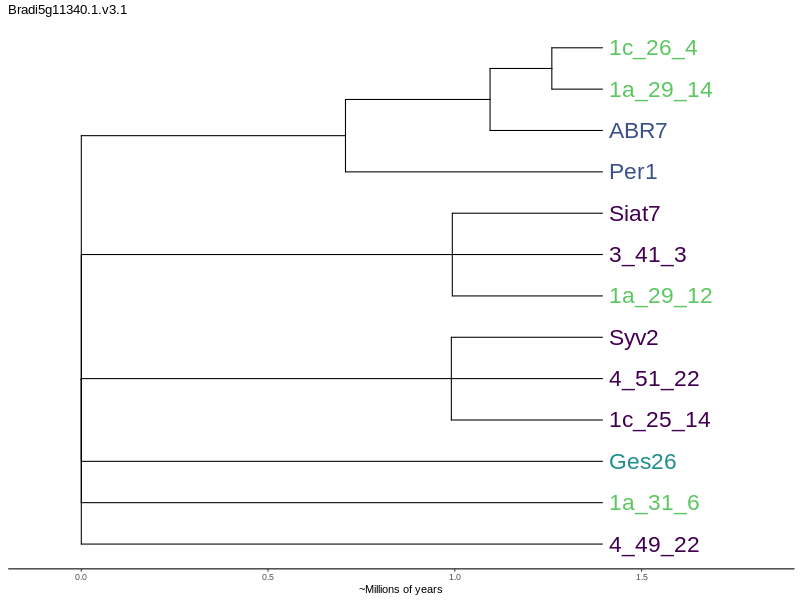 Bradi5g11340.1.v3.1
1c_26_4
1a_29_14
ABR7
Per1
Siat7
3_41_3
1a_29_12
Syv2
4_51_22
1c_25_14
Ges26
1a_31_6
4_49_22
0.0 0.5 1.0 1.5
~Millions of years